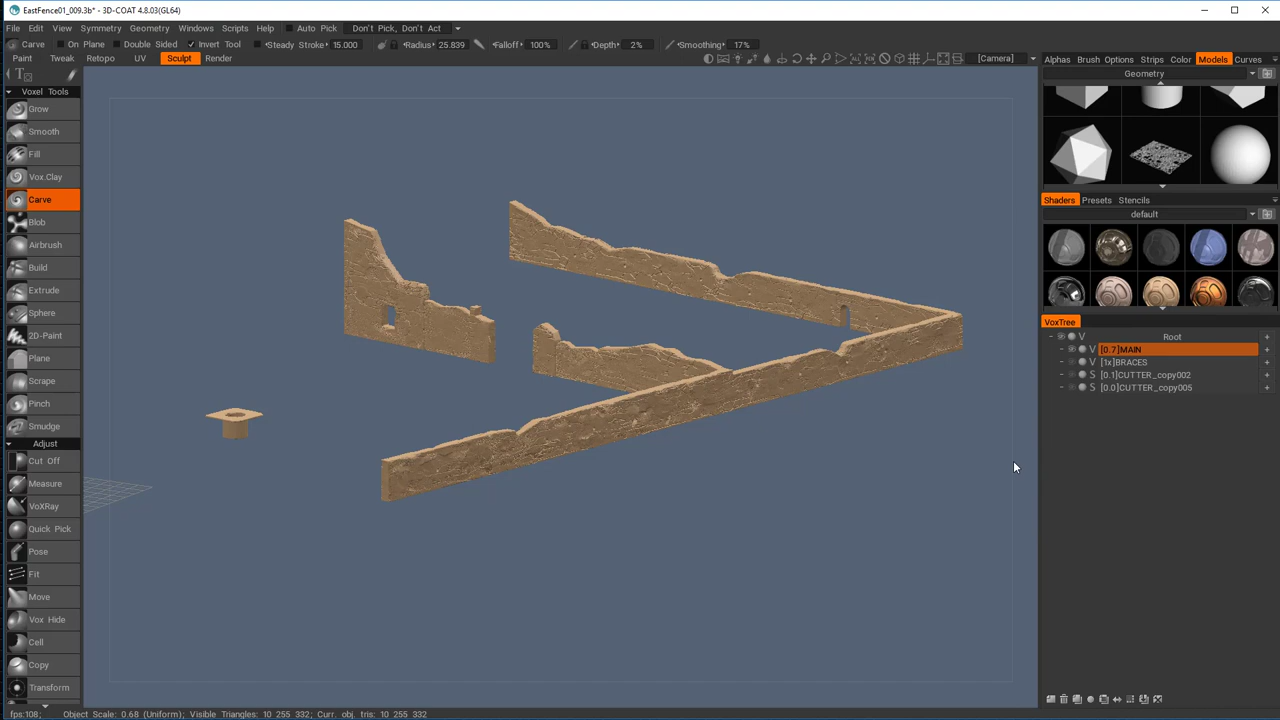 EastFence01_009.3b* - 3D-COAT 4.8.03(GL64)
File Edit View Symmetry Geometry Windows Scripts Help Auto Pick Don't Pick, Don't Act
Carve On Plane Double Sided Invert Tool •Steady Stroke• 15.000 •Radius• 25.839 •Falloff• 100% •Depth• 2% •Smoothing• 17%
Paint Tweak Retopo UV Sculpt Render [Camera] Alphas Brush Options Strips Color Models Curves
Geometry
Voxel Tools
Grow
Smooth
Fill
Vox.Clay
Carve
Blob
Airbrush
Build
Extrude
Sphere
2D-Paint
Plane
Scrape
Pinch
Smudge
Adjust
Cut Off
Measure
VoXRay
Quick Pick
Pose
Fit
Move
Vox Hide
Cell
Copy
Transform
Shaders Presets Stencils
default
VoxTree
V Root +
V [0.7]MAIN +
V [1x]BRACES +
S [0.1]CUTTER_copy002 +
S [0.0]CUTTER_copy005 +
fps:108; Object Scale: 0.68 (Uniform); Visible Triangles: 10 255 332; Curr. obj. tris: 10 255 332